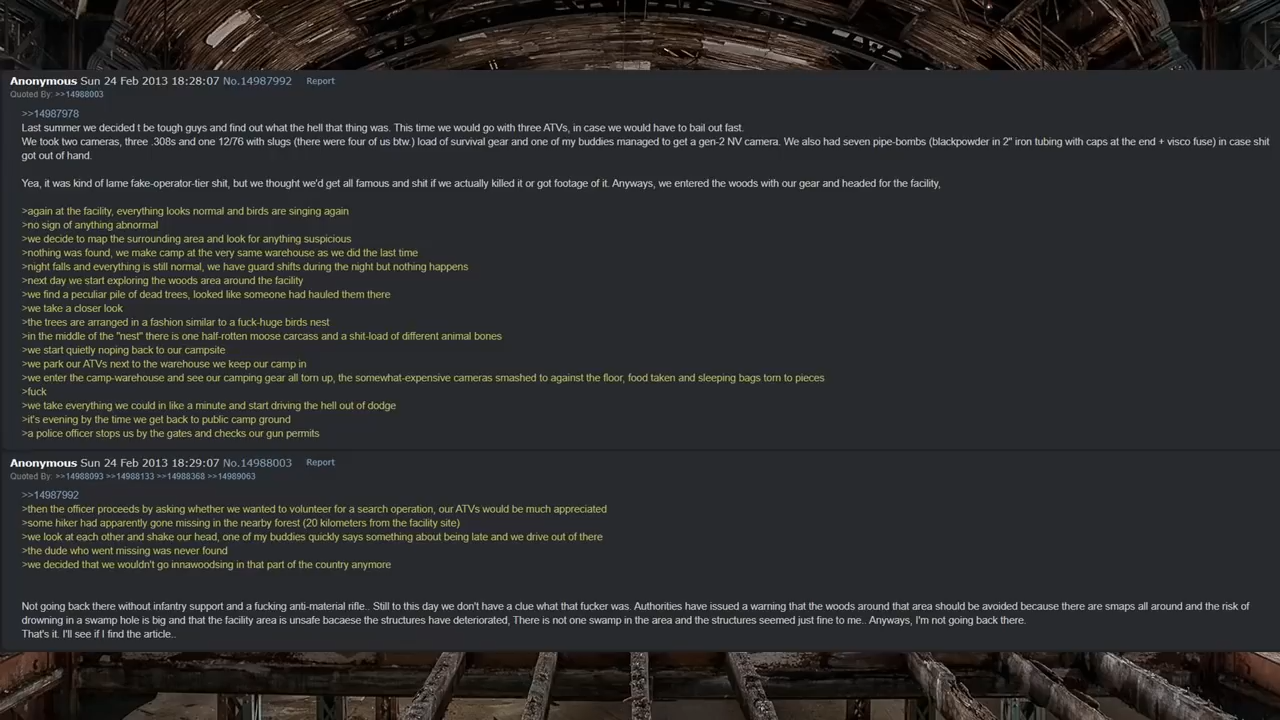 Anonymous Sun 24 Feb 2013 18:28:07 No.14987992 Report
Quoted By: >>14988003
>>14987978
Last summer we decided t be tough guys and find out what the hell that thing was. This time we would go with three ATVs, in case we would have to bail out fast.
We took two cameras, three .308s and one 12/76 with slugs (there were four of us btw.) load of survival gear and one of my buddies managed to get a gen-2 NV camera. We also had seven pipe-bombs (blackpowder in 2" iron tubing with caps at the end + visco fuse) in case shit
got out of hand.
Yea, it was kind of lame fake-operator-tier shit, but we thought we'd get all famous and shit if we actually killed it or got footage of it. Anyways, we entered the woods with our gear and headed for the facility,
>again at the facility, everything looks normal and birds are singing again
>no sign of anything abnormal
>we decide to map the surrounding area and look for anything suspicious
>nothing was found, we make camp at the very same warehouse as we did the last time
>night falls and everything is still normal, we have guard shifts during the night but nothing happens
>next day we start exploring the woods area around the facility
>we find a peculiar pile of dead trees, looked like someone had hauled them there
>we take a closer look
>the trees are arranged in a fashion similar to a fuck-huge birds nest
>in the middle of the "nest" there is one half-rotten moose carcass and a shit-load of different animal bones
>we start quietly noping back to our campsite
>we park our ATVs next to the warehouse we keep our camp in
>we enter the camp-warehouse and see our camping gear all torn up, the somewhat-expensive cameras smashed to against the floor, food taken and sleeping bags torn to pieces
>fuck
>we take everything we could in like a minute and start driving the hell out of dodge
>it's evening by the time we get back to public camp ground
>a police officer stops us by the gates and checks our gun permits
Anonymous Sun 24 Feb 2013 18:29:07 No.14988003 Report
Quoted By: >>14988093 >>14988133 >>14988368 >>14989063
>>14987992
>then the officer proceeds by asking whether we wanted to volunteer for a search operation, our ATVs would be much appreciated
>some hiker had apparently gone missing in the nearby forest (20 kilometers from the facility site)
>we look at each other and shake our head, one of my buddies quickly says something about being late and we drive out of there
>the dude who went missing was never found
>we decided that we wouldn't go innawoodsing in that part of the country anymore
Not going back there without infantry support and a fucking anti-material rifle.. Still to this day we don't have a clue what that fucker was. Authorities have issued a warning that the woods around that area should be avoided because there are smaps all around and the risk of
drowning in a swamp hole is big and that the facility area is unsafe bacaese the structures have deteriorated, There is not one swamp in the area and the structures seemed just fine to me.. Anyways, I'm not going back there.
That's it. I'll see if I find the article..